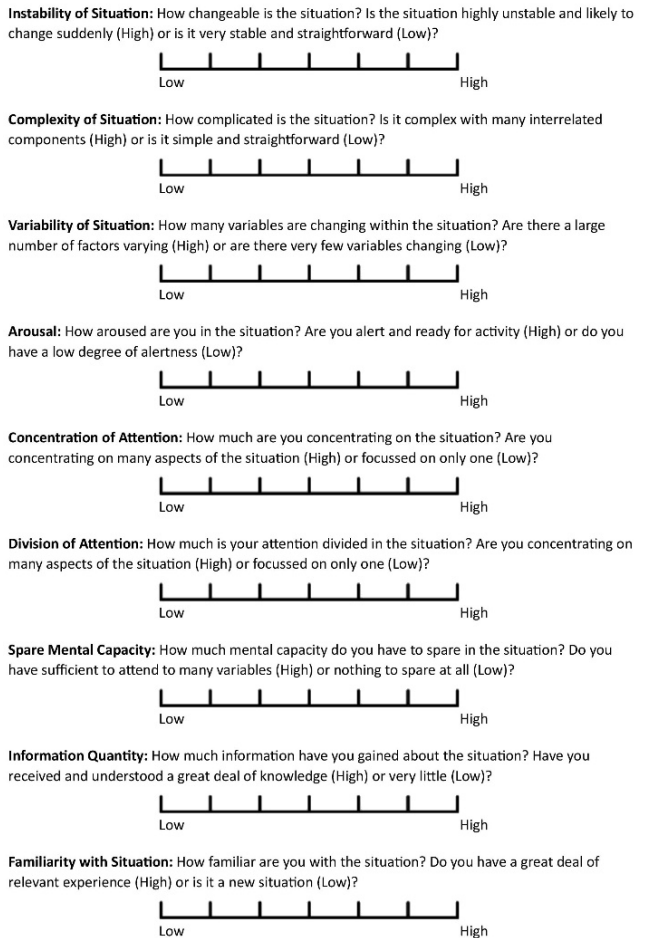 Instability of Situation: How changeable is the situation? Is the situation highly unstable and likely to
change suddenly (High) or is it very stable and straightforward (Low)?
Low High
Complexity of Situation: How complicated is the situation? Is it complex with many interrelated
components (High) or is it simple and straightforward (Low)?
Low High
Variability of Situation: How many variables are changing within the situation? Are there a large
number of factors varying (High) or are there very few variables changing (Low)?
Low High
Arousal: How aroused are you in the situation? Are you alert and ready for activity (High) or do you
have a low degree of alertness (Low)?
Low High
Concentration of Attention: How much are you concentrating on the situation? Are you
concentrating on many aspects of the situation (High) or focussed on only one (Low)?
Low High
Division of Attention: How much is your attention divided in the situation? Are you concentrating on
many aspects of the situation (High) or focussed on only one (Low)?
Low High
Spare Mental Capacity: How much mental capacity do you have to spare in the situation? Do you
have sufficient to attend to many variables (High) or nothing to spare at all (Low)?
Low High
Information Quantity: How much information have you gained about the situation? Have you
received and understood a great deal of knowledge (High) or very little (Low)?
Low High
Familiarity with Situation: How familiar are you with the situation? Do you have a great deal of
relevant experience (High) or is it a new situation (Low)?
Low High